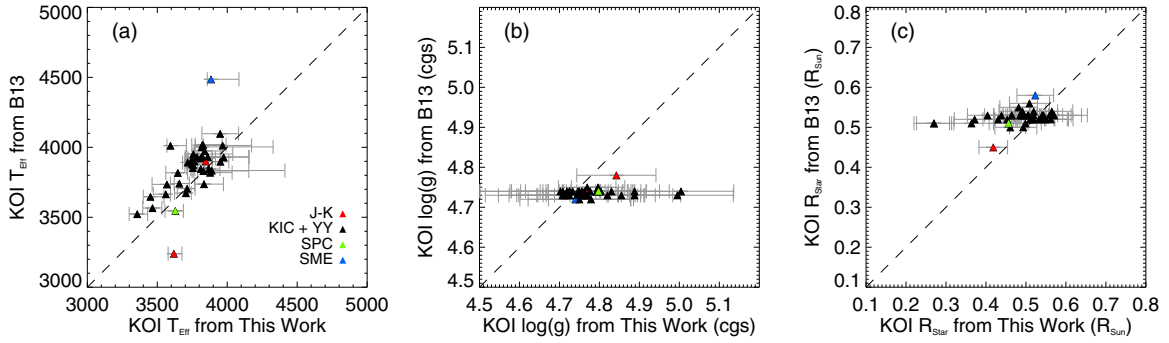 (a)
KOI T_Eff from B13
5000
4500
4000
3500
3000
J-K
KIC + YY
SPC
SME
3000 3500 4000 4500 5000
KOI T_Eff from This Work
(b)
KOI log(g) from B13 (cgs)
5.1
5.0
4.9
4.8
4.7
4.6
4.5
4.5 4.6 4.7 4.8 4.9 5.0 5.1
KOI log(g) from This Work (cgs)
(c)
KOI R_Star from B13 (R_Sun)
0.8
0.7
0.6
0.5
0.4
0.3
0.2
0.1
0.1 0.2 0.3 0.4 0.5 0.6 0.7 0.8
KOI R_Star from This Work (R_Sun)